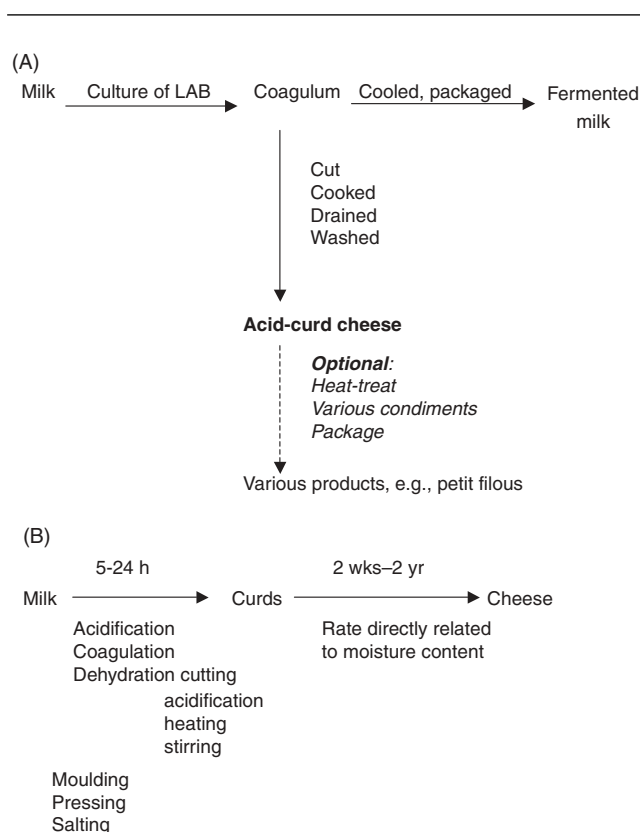 (A)
Milk Culture of LAB Coagulum Cooled, packaged Fermented
milk
Cut
Cooked
Drained
Washed
Acid-curd cheese
Optional:
Heat-treat
Various condiments
Package
Various products, e.g., petit filous
(B)
5-24 h 2 wks–2 yr
Milk Curds Cheese
Acidification Rate directly related
Coagulation to moisture content
Dehydration cutting
acidification
heating
stirring
Moulding
Pressing
Salting